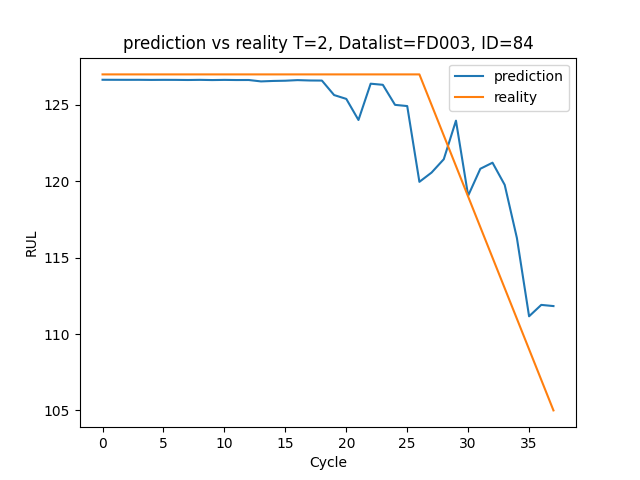 prediction vs reality T=2, Datalist=FD003, ID=84
prediction
reality
125
120
115
110
105
RUL
0 5 10 15 20 25 30 35
Cycle